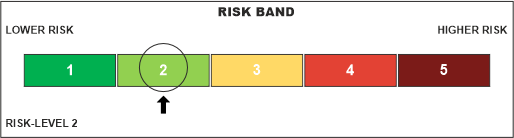 RISK BAND
LOWER RISK HIGHER RISK
1 2 3 4 5
RISK-LEVEL 2